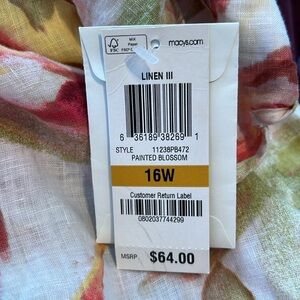 FSC
MIX
Paper
macys.com
LINEN III
6 36189 38269 1
STYLE 11238PB472
PAINTED BLOSSOM
16W
Customer Return Label
0802037744299
MSRP $64.00